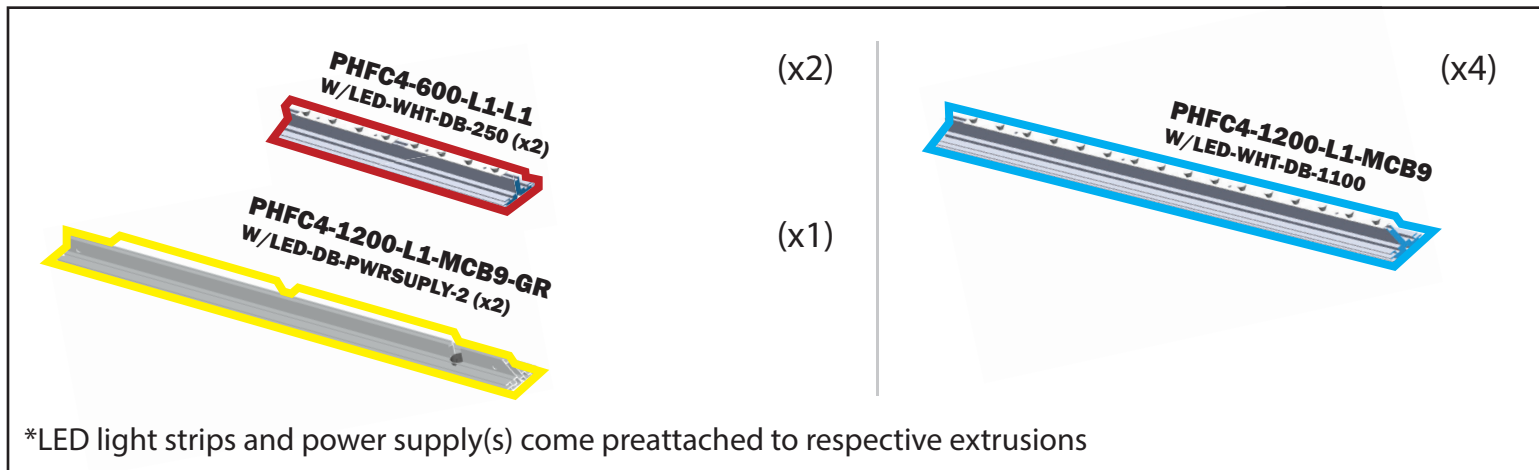 PHFC4-600-L1-L1
W/LED-WHT-DB-250 (x2)
(x2)
PHFC4-1200-L1-MCB9-GR
W/LED-DB-PWRSUPLY-2 (x2)
(x1)
PHFC4-1200-L1-MCB9
W/LED-WHT-DB-1100
(x4)
*LED light strips and power supply(s) come preattached to respective extrusions